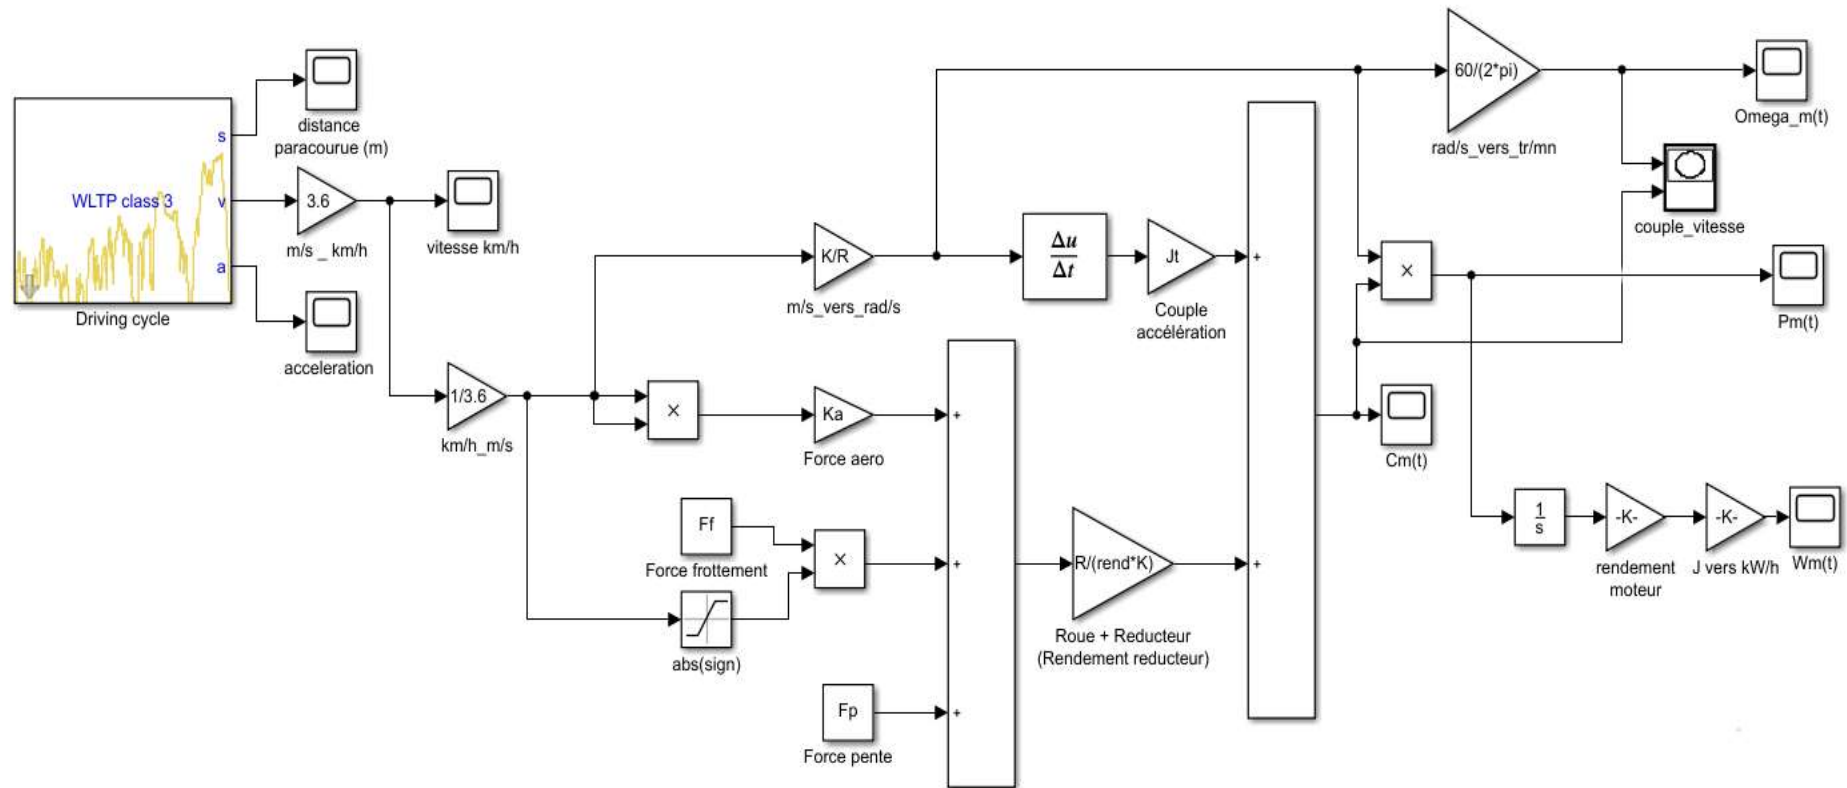 s
distance
paracourue (m)
WLTP class 3
v
3.6
m/s _ km/h
vitesse km/h
a
acceleration
Driving cycle
1/3.6
km/h_m/s
×
K/R
m/s_vers_rad/s
Δu
Δt
Jt
Couple
accélération
+
Ka
Force aero
+
Ff
Force frottement
×
abs(sign)
+
Fp
Force pente
+
R/(rend*K)
Roue + Reducteur
(Rendement reducteur)
+
60/(2*pi)
rad/s_vers_tr/mn
Omega_m(t)
couple_vitesse
×
Pm(t)
Cm(t)
1
s
-K-
rendement
moteur
-K-
J vers kW/h
Wm(t)